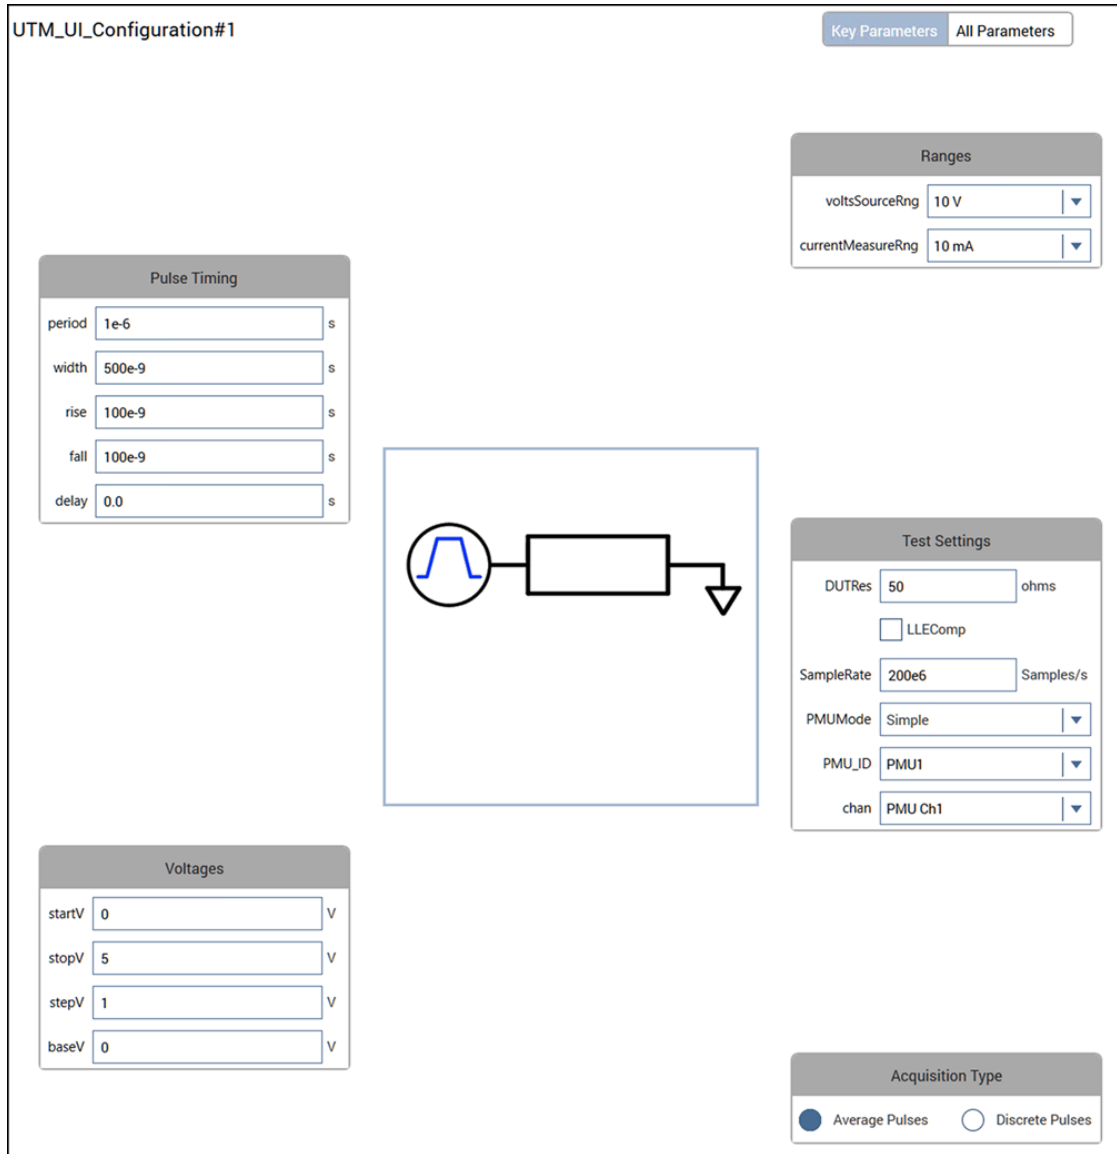 UTM_UI_Configuration#1
Key Parameters All Parameters
Ranges
voltsSourceRng 10 V
currentMeasureRng 10 mA
Pulse Timing
period 1e-6 s
width 500e-9 s
rise 100e-9 s
fall 100e-9 s
delay 0.0 s
Test Settings
DUTRes 50 ohms
LLEComp
SampleRate 200e6 Samples/s
PMUMode Simple
PMU_ID PMU1
chan PMU Ch1
Voltages
startV 0 V
stopV 5 V
stepV 1 V
baseV 0 V
Acquisition Type
Average Pulses Discrete Pulses